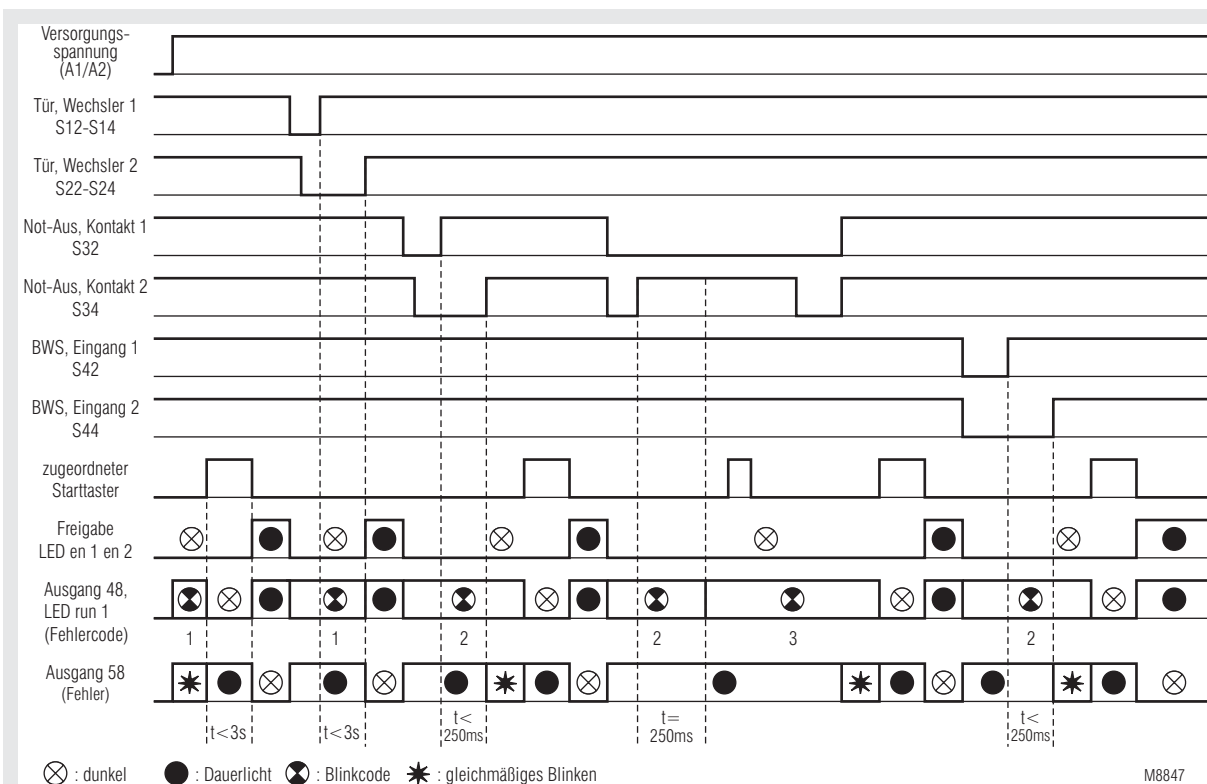 Versorgungs-
spannung
(A1/A2)
Tür, Wechsler 1
S12-S14
Tür, Wechsler 2
S22-S24
Not-Aus, Kontakt 1
S32
Not-Aus, Kontakt 2
S34
BWS, Eingang 1
S42
BWS, Eingang 2
S44
zugeordneter
Starttaster
Freigabe
LED en 1 en 2
Ausgang 48,
LED run 1
(Fehlercode)
1 1 2 2 3 2
Ausgang 58
(Fehler)
t<3s t<3s
t<
250ms
t=
250ms
t<
250ms
: dunkel : Dauerlicht : Blinkcode : gleichmäßiges Blinken
M8847